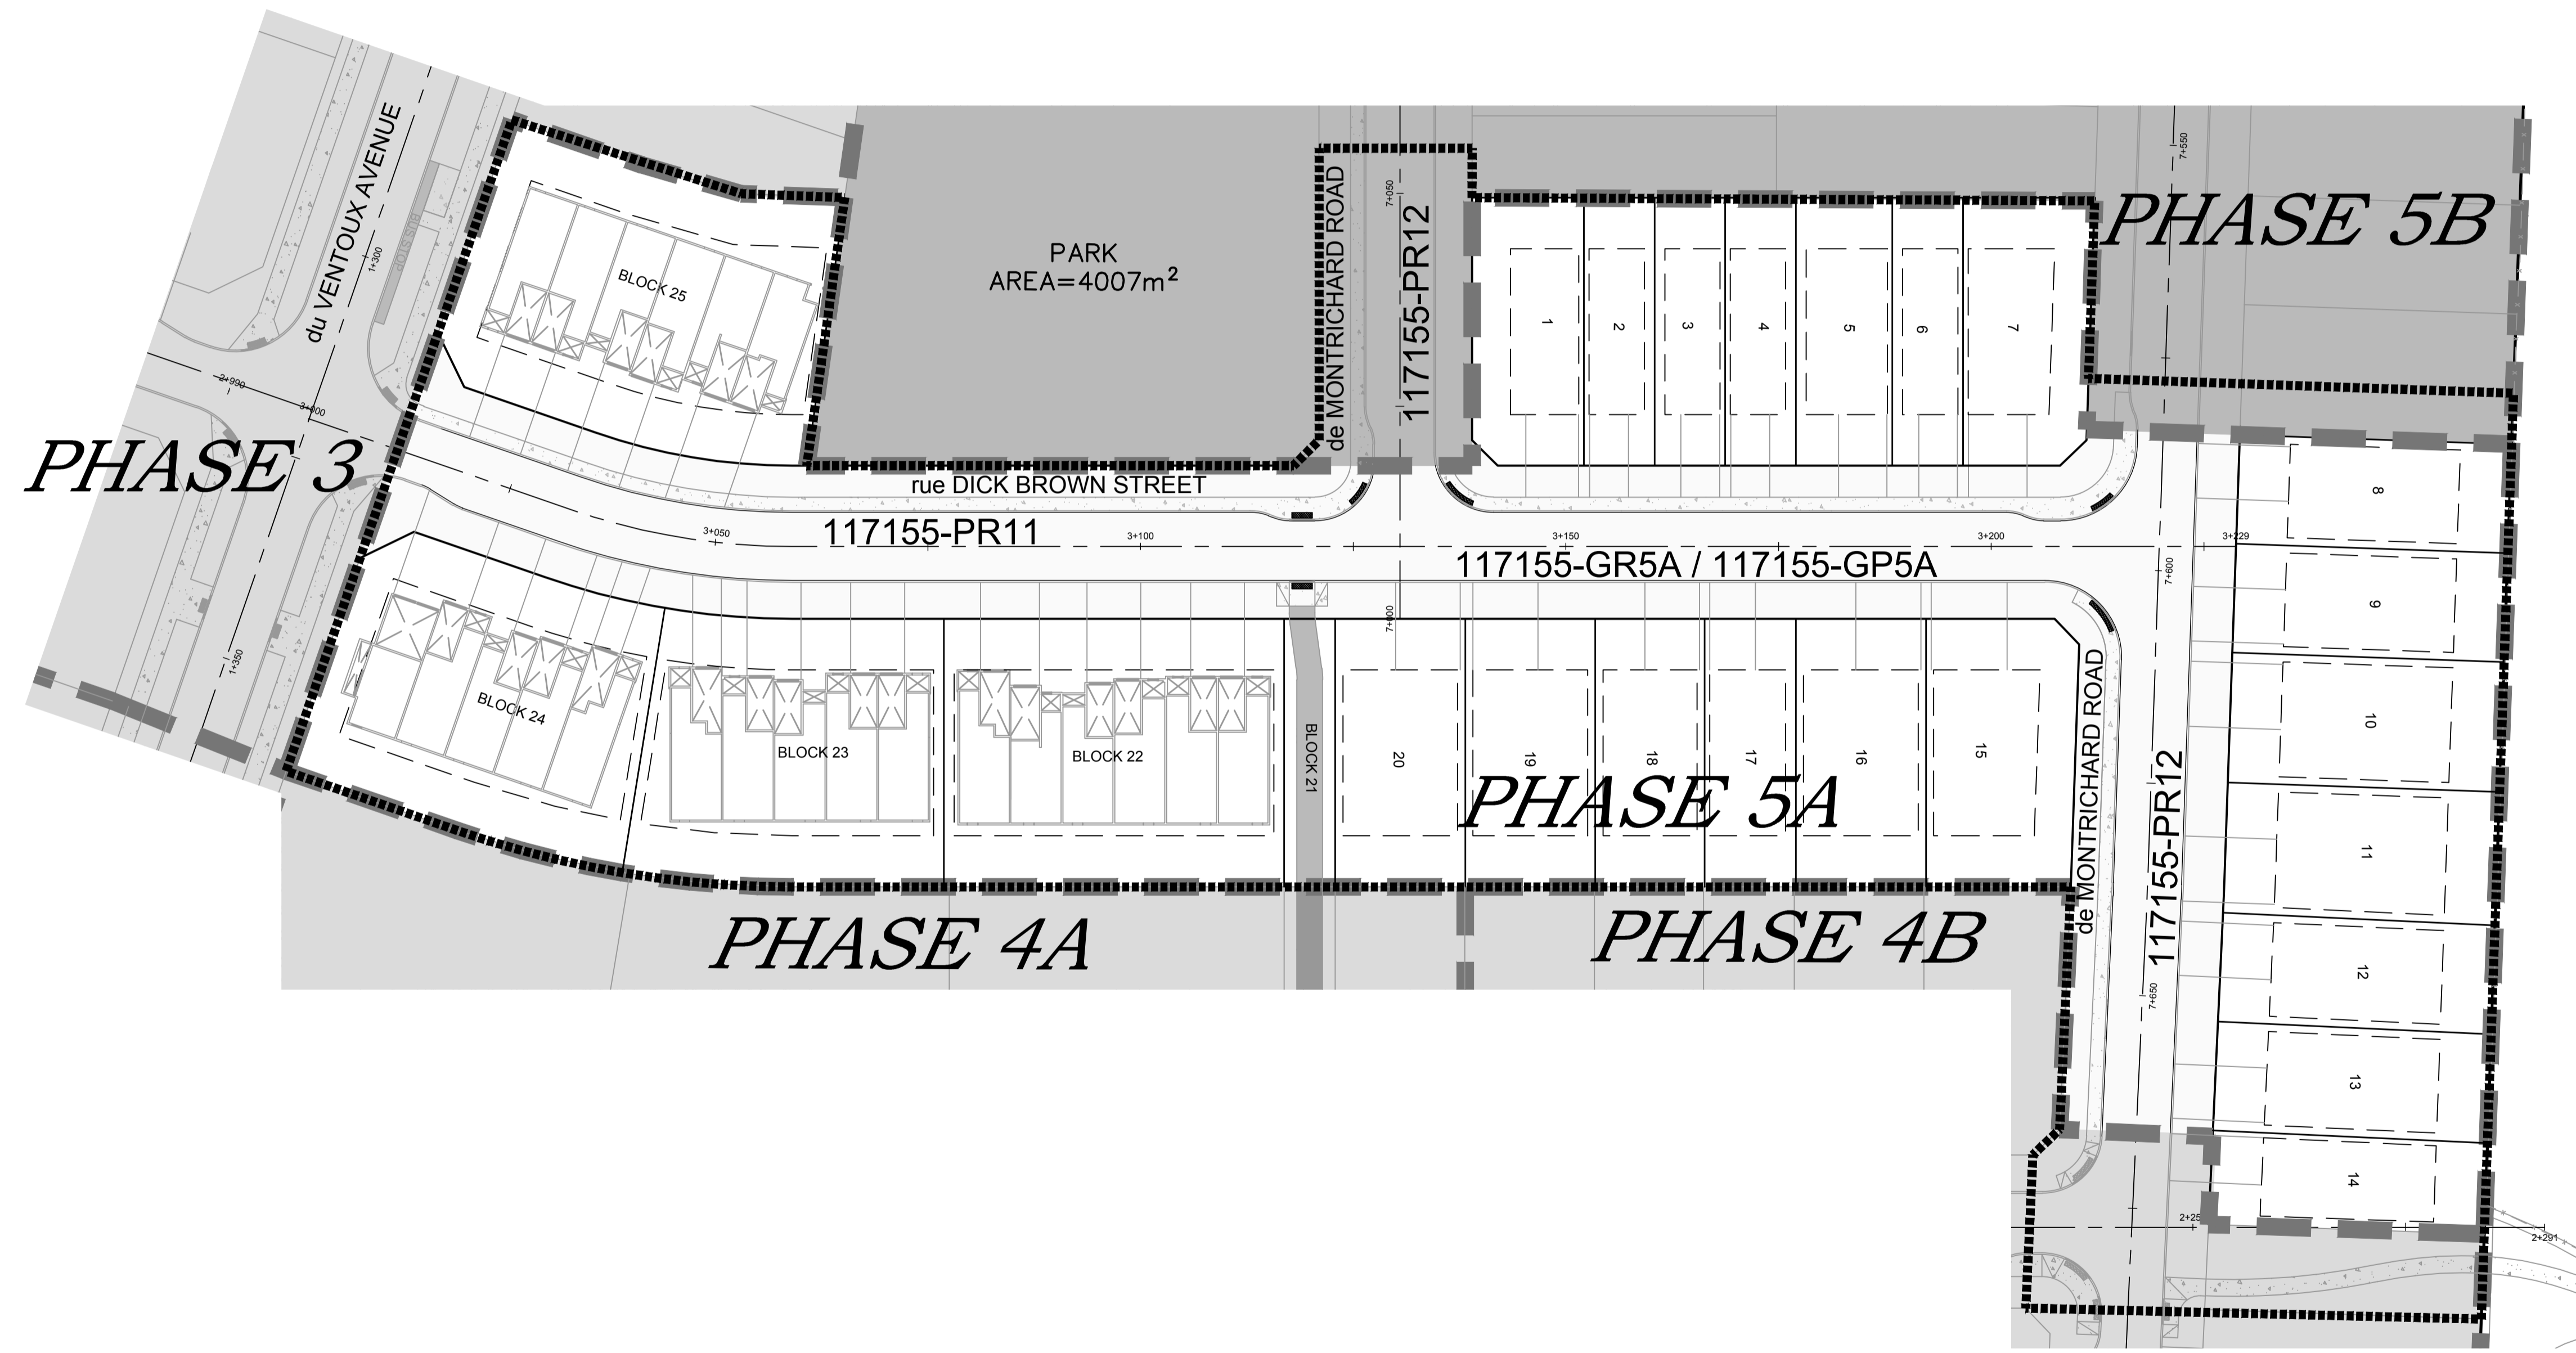 du VENTOUX AVENUE
BUS STOP
1+300
2+990
3+000
PHASE 3
1+350
BLOCK 25
PARK
AREA=4007m²
de MONTRICHARD ROAD
7+050
117155-PR12
1
2
3
4
5
6
7
7+550
PHASE 5B
rue DICK BROWN STREET
117155-PR11
3+050
3+100
3+150
3+200
3+229
117155-GR5A / 117155-GP5A
7+000
7+600
8
9
10
11
12
13
14
BLOCK 24
BLOCK 23
BLOCK 22
BLOCK 21
20
19
18
17
16
15
PHASE 5A
de MONTRICHARD ROAD
117155-PR12
7+650
PHASE 4A
PHASE 4B
2+25
2+291